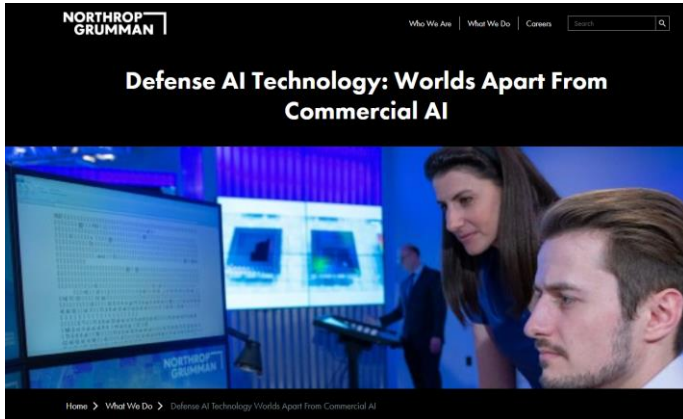 NORTHROP
GRUMMAN
Who We Are
What We Do
Careers
Search
Defense AI Technology: Worlds Apart From
Commercial AI
NORTHROP
GRUMMAN
Home > What We Do > Defense AI Technology Worlds Apart From Commercial AI